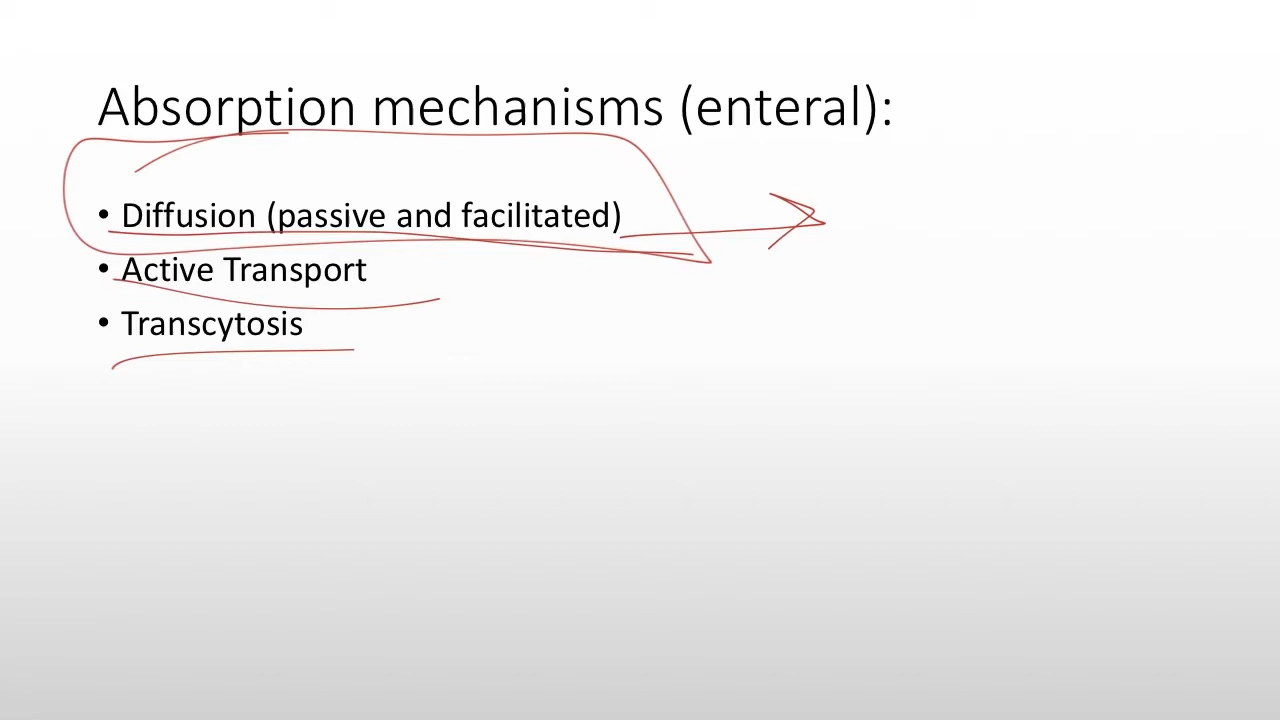 Absorption mechanisms (enteral):
• Diffusion (passive and facilitated)
• Active Transport
• Transcytosis